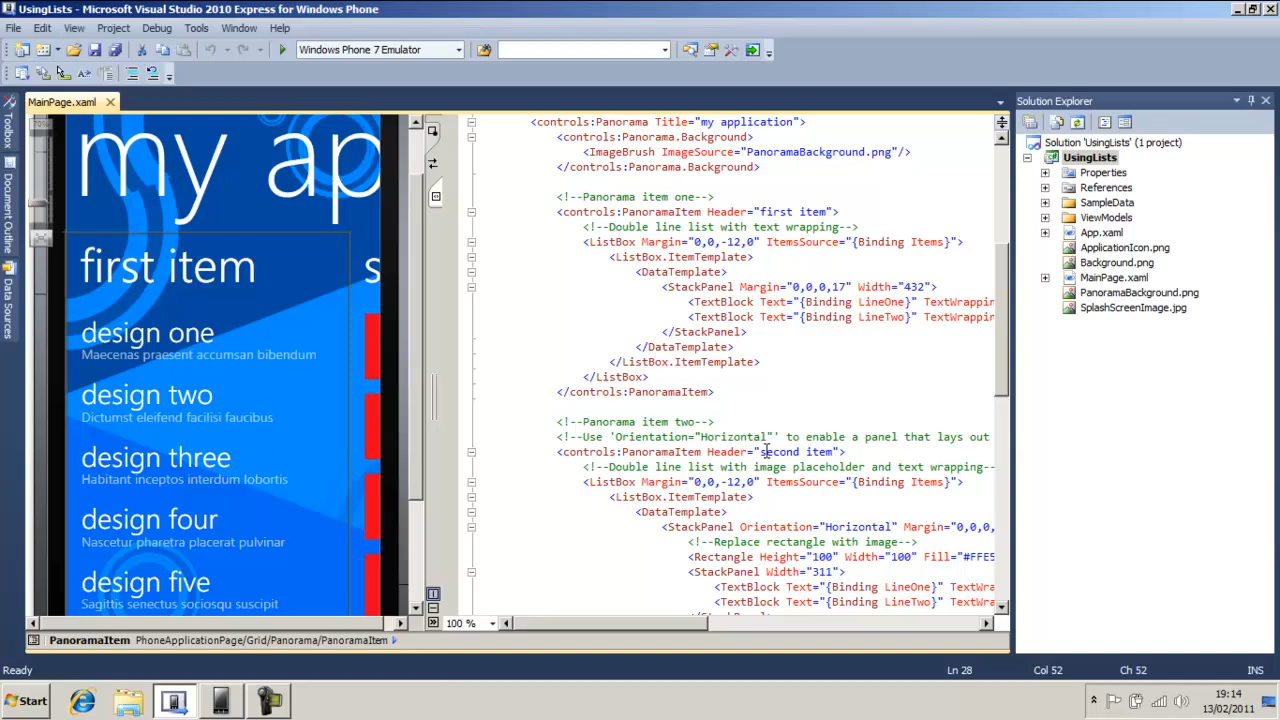 UsingLists - Microsoft Visual Studio 2010 Express for Windows Phone
File Edit View Project Debug Tools Window Help
Windows Phone 7 Emulator
MainPage.xaml
Toolbox
Document Outline
Data Sources
my ap
first item
s
design one
Maecenas praesent accumsan bibendum
design two
Dictumst eleifend facilisi faucibus
design three
Habitant inceptos interdum lobortis
design four
Nascetur pharetra placerat pulvinar
design five
Sagittis senectus sociosqu suscipit
<controls:Panorama Title="my application">
<controls:Panorama.Background>
<ImageBrush ImageSource="PanoramaBackground.png"/>
</controls:Panorama.Background>
<!--Panorama item one-->
<controls:PanoramaItem Header="first item">
<!--Double line list with text wrapping-->
<ListBox Margin="0,0,-12,0" ItemsSource="{Binding Items}">
<ListBox.ItemTemplate>
<DataTemplate>
<StackPanel Margin="0,0,0,17" Width="432">
<TextBlock Text="{Binding LineOne}" TextWrappin
<TextBlock Text="{Binding LineTwo}" TextWrappin
</StackPanel>
</DataTemplate>
</ListBox.ItemTemplate>
</ListBox>
</controls:PanoramaItem>
<!--Panorama item two-->
<!--Use 'Orientation="Horizontal"' to enable a panel that lays out
<controls:PanoramaItem Header="second item">
<!--Double line list with image placeholder and text wrapping--
<ListBox Margin="0,0,-12,0" ItemsSource="{Binding Items}">
<ListBox.ItemTemplate>
<DataTemplate>
<StackPanel Orientation="Horizontal" Margin="0,0,0,
<!--Replace rectangle with image-->
<Rectangle Height="100" Width="100" Fill="#FFE5
<StackPanel Width="311">
<TextBlock Text="{Binding LineOne}" TextWra
<TextBlock Text="{Binding LineTwo}" TextWra
100 %
PanoramaItem PhoneApplicationPage/Grid/Panorama/PanoramaItem
Solution Explorer
Solution 'UsingLists' (1 project)
UsingLists
Properties
References
SampleData
ViewModels
App.xaml
ApplicationIcon.png
Background.png
MainPage.xaml
PanoramaBackground.png
SplashScreenImage.jpg
Ready Ln 28 Col 52 Ch 52 INS
Start
19:14
13/02/2011